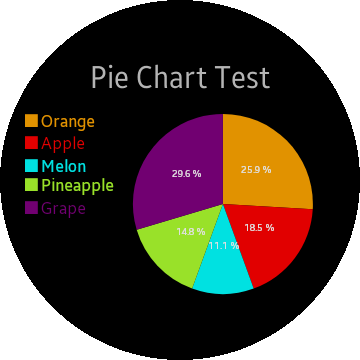 Pie Chart Test
Orange
Apple
Melon
Pineapple
Grape
29.6 %
25.9 %
14.8 %
11.1 %
18.5 %